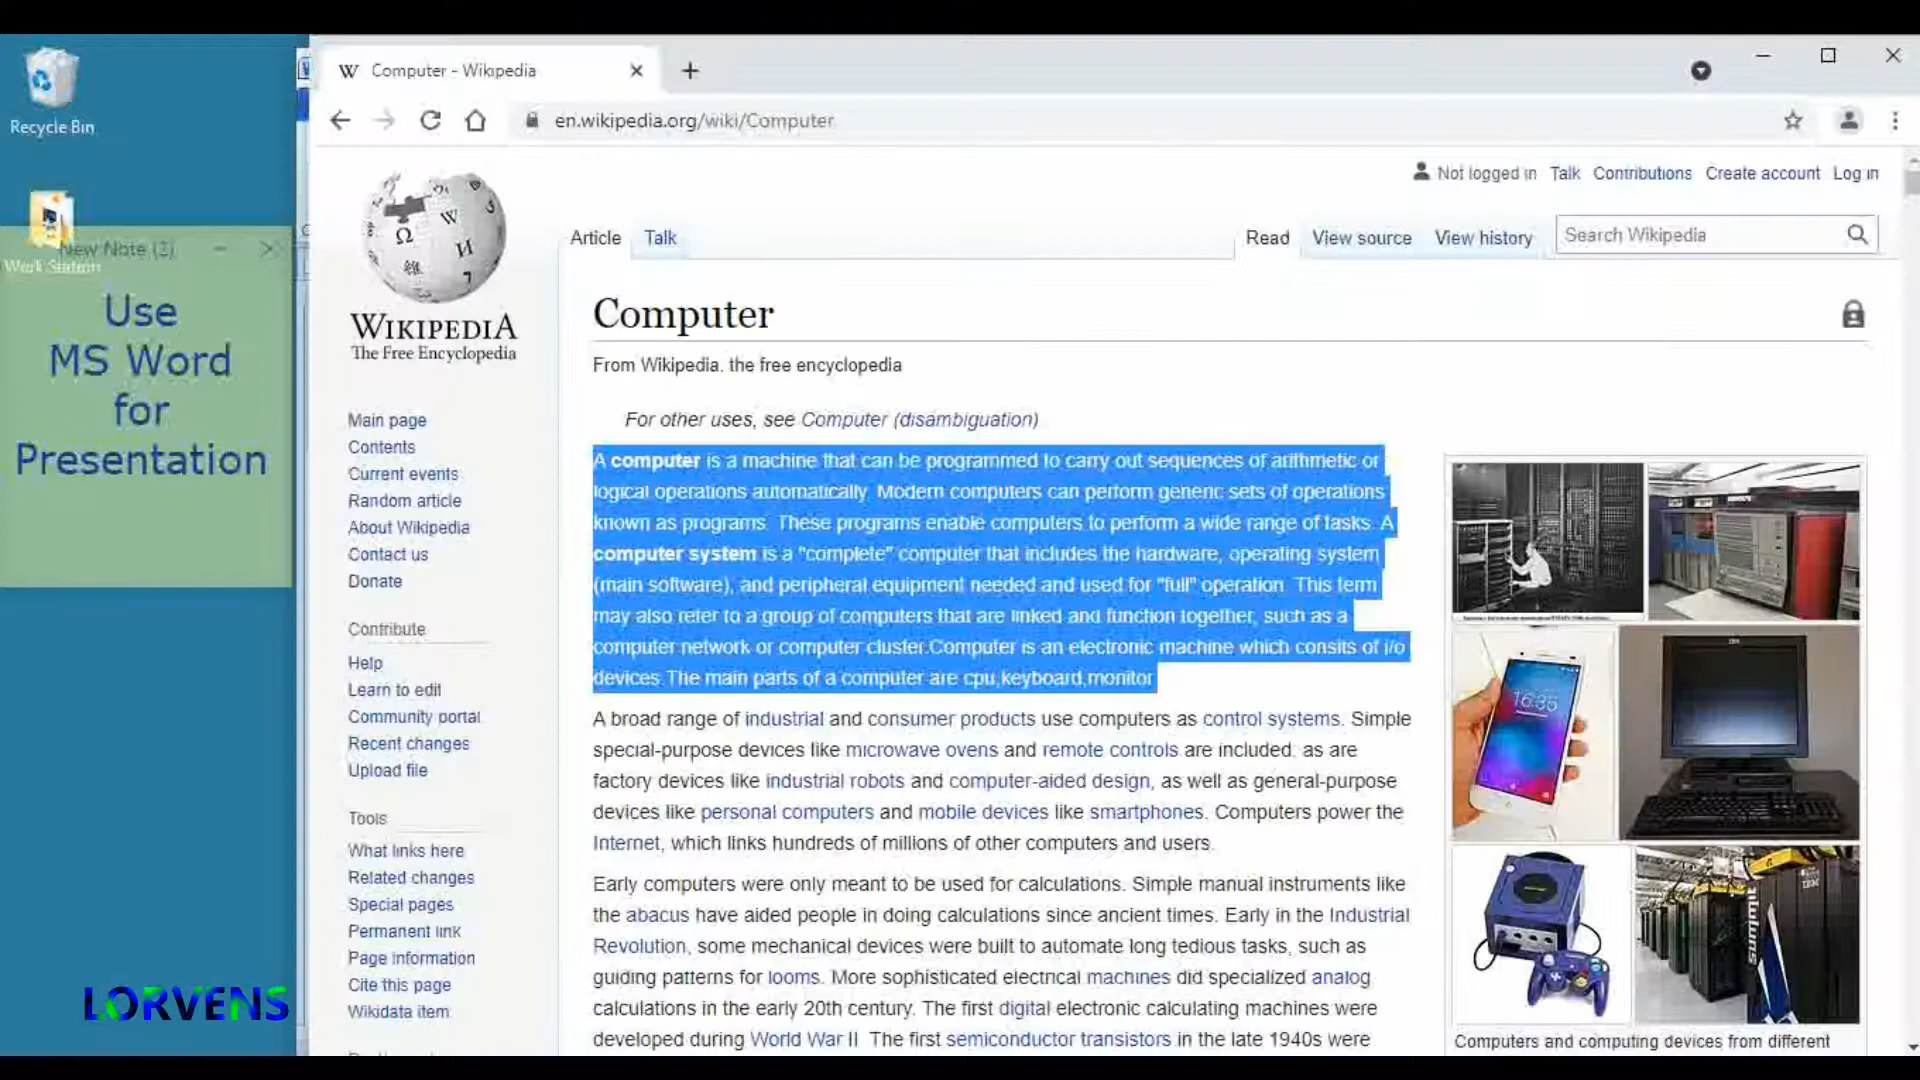 Computer - Wikipedia
en.wikipedia.org/wiki/Computer
Recycle Bin
Work Station
New Note (3)
Use
MS Word
for
Presentation
LORVENS
WIKIPEDIA
The Free Encyclopedia
Main page
Contents
Current events
Random article
About Wikipedia
Contact us
Donate
Contribute
Help
Learn to edit
Community portal
Recent changes
Upload file
Tools
What links here
Related changes
Special pages
Permanent link
Page information
Cite this page
Wikidata item
Not logged in Talk Contributions Create account Log in
Article Talk Read View source View history Search Wikipedia
Computer
From Wikipedia, the free encyclopedia
For other uses, see Computer (disambiguation)
A computer is a machine that can be programmed to carry out sequences of arithmetic or
logical operations automatically. Modern computers can perform generic sets of operations
known as programs. These programs enable computers to perform a wide range of tasks. A
computer system is a "complete" computer that includes the hardware, operating system
(main software), and peripheral equipment needed and used for "full" operation. This term
may also refer to a group of computers that are linked and function together, such as a
computer network or computer cluster.Computer is an electronic machine which consits of i/o
devices.The main parts of a computer are cpu,keyboard,monitor
A broad range of industrial and consumer products use computers as control systems. Simple
special-purpose devices like microwave ovens and remote controls are included, as are
factory devices like industrial robots and computer-aided design, as well as general-purpose
devices like personal computers and mobile devices like smartphones. Computers power the
Internet, which links hundreds of millions of other computers and users.
Early computers were only meant to be used for calculations. Simple manual instruments like
the abacus have aided people in doing calculations since ancient times. Early in the Industrial
Revolution, some mechanical devices were built to automate long tedious tasks, such as
guiding patterns for looms. More sophisticated electrical machines did specialized analog
calculations in the early 20th century. The first digital electronic calculating machines were
developed during World War II. The first semiconductor transistors in the late 1940s were
16:35
IBM
Computers and computing devices from different